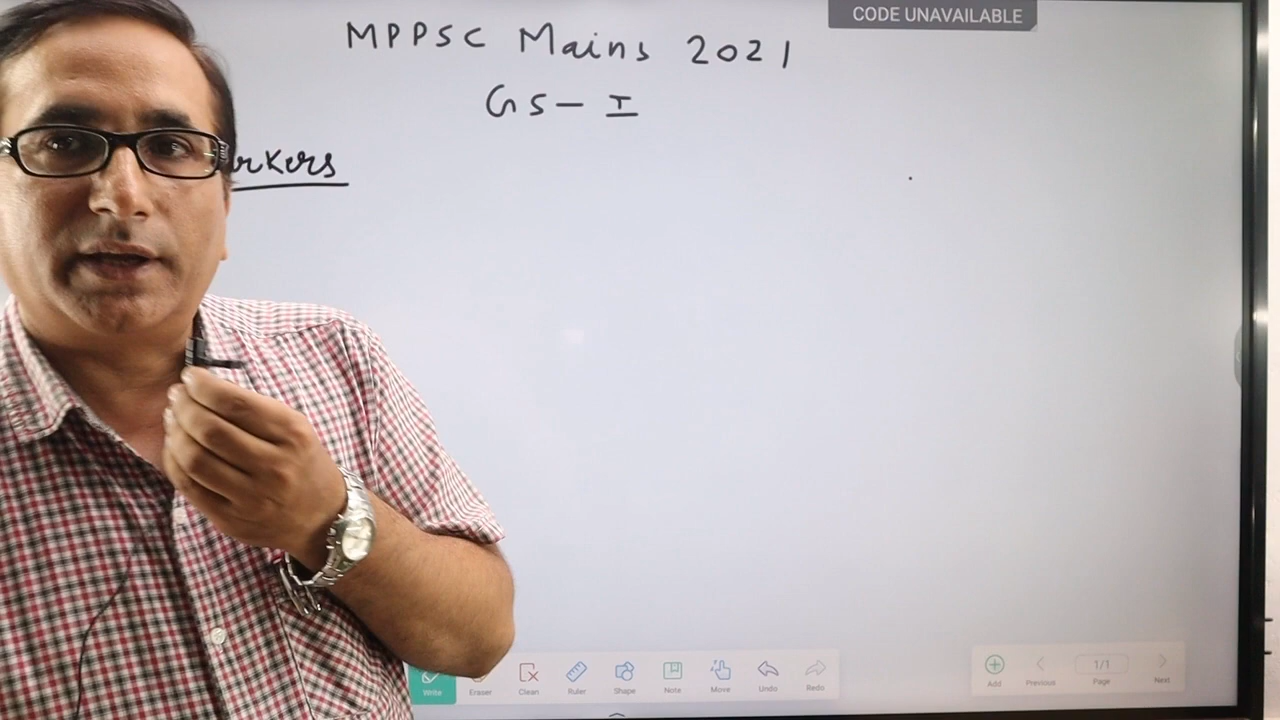 CODE UNAVAILABLE
MPPSC Mains 2021
GS- I
Write Eraser Clean Ruler Shape Note Move Undo Redo
Add Previous 1/1 Page Next